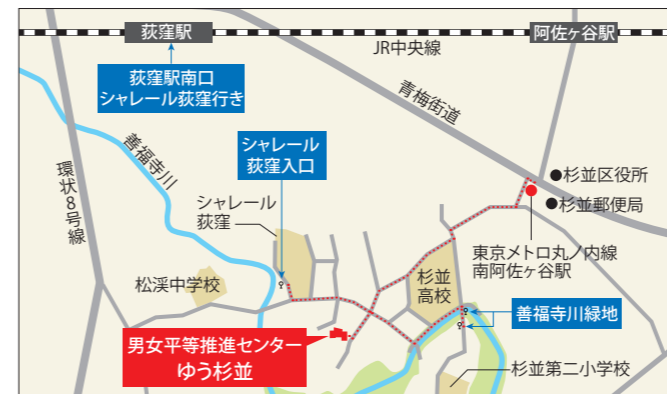 荻窪駅
阿佐ヶ谷駅
JR中央線
荻窪駅南口
シャレール荻窪行き
青梅街道
善福寺川
シャレール
荻窪入口
環状8号線
杉並区役所
杉並郵便局
シャレール
荻窪
東京メトロ丸ノ内線
南阿佐ヶ谷駅
松渓中学校
杉並
高校
善福寺川緑地
男女平等推進センター
ゆう杉並
杉並第二小学校